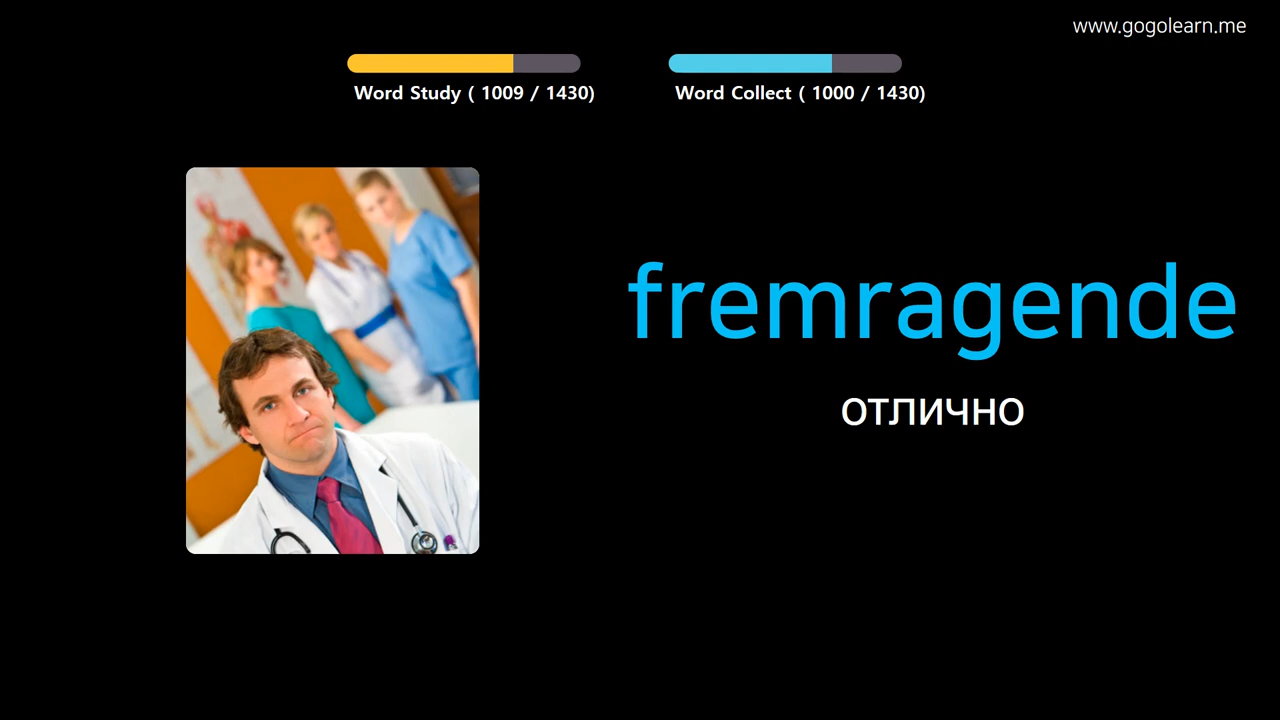 www.gogolearn.me
Word Study ( 1009 / 1430)
Word Collect ( 1000 / 1430)
fremragende
отлично